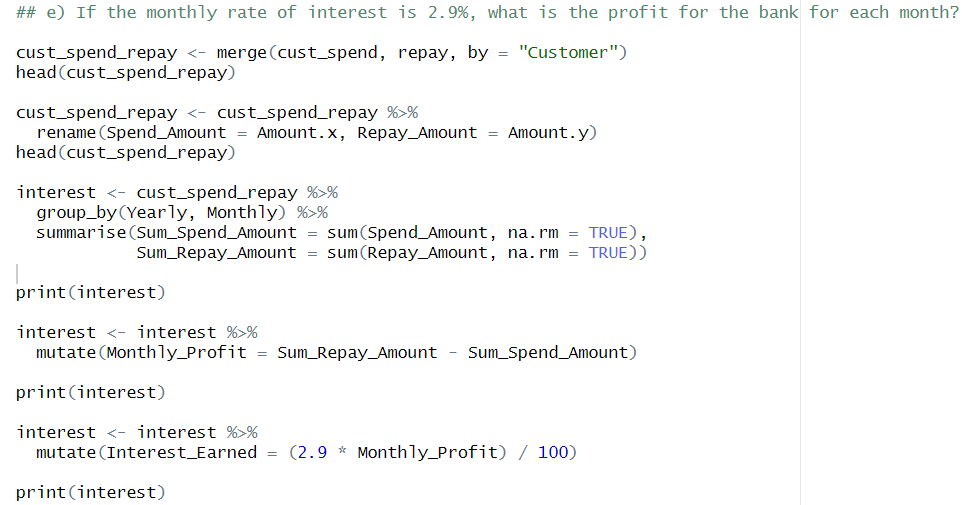 ## e) If the monthly rate of interest is 2.9%, what is the profit for the bank for each month?
cust_spend_repay <- merge(cust_spend, repay, by = "Customer")
head(cust_spend_repay)
cust_spend_repay <- cust_spend_repay %>%
  rename(Spend_Amount = Amount.x, Repay_Amount = Amount.y)
head(cust_spend_repay)
interest <- cust_spend_repay %>%
  group_by(Yearly, Monthly) %>%
  summarise(Sum_Spend_Amount = sum(Spend_Amount, na.rm = TRUE),
            Sum_Repay_Amount = sum(Repay_Amount, na.rm = TRUE))
print(interest)
interest <- interest %>%
  mutate(Monthly_Profit = Sum_Repay_Amount - Sum_Spend_Amount)
print(interest)
interest <- interest %>%
  mutate(Interest_Earned = (2.9 * Monthly_Profit) / 100)
print(interest)